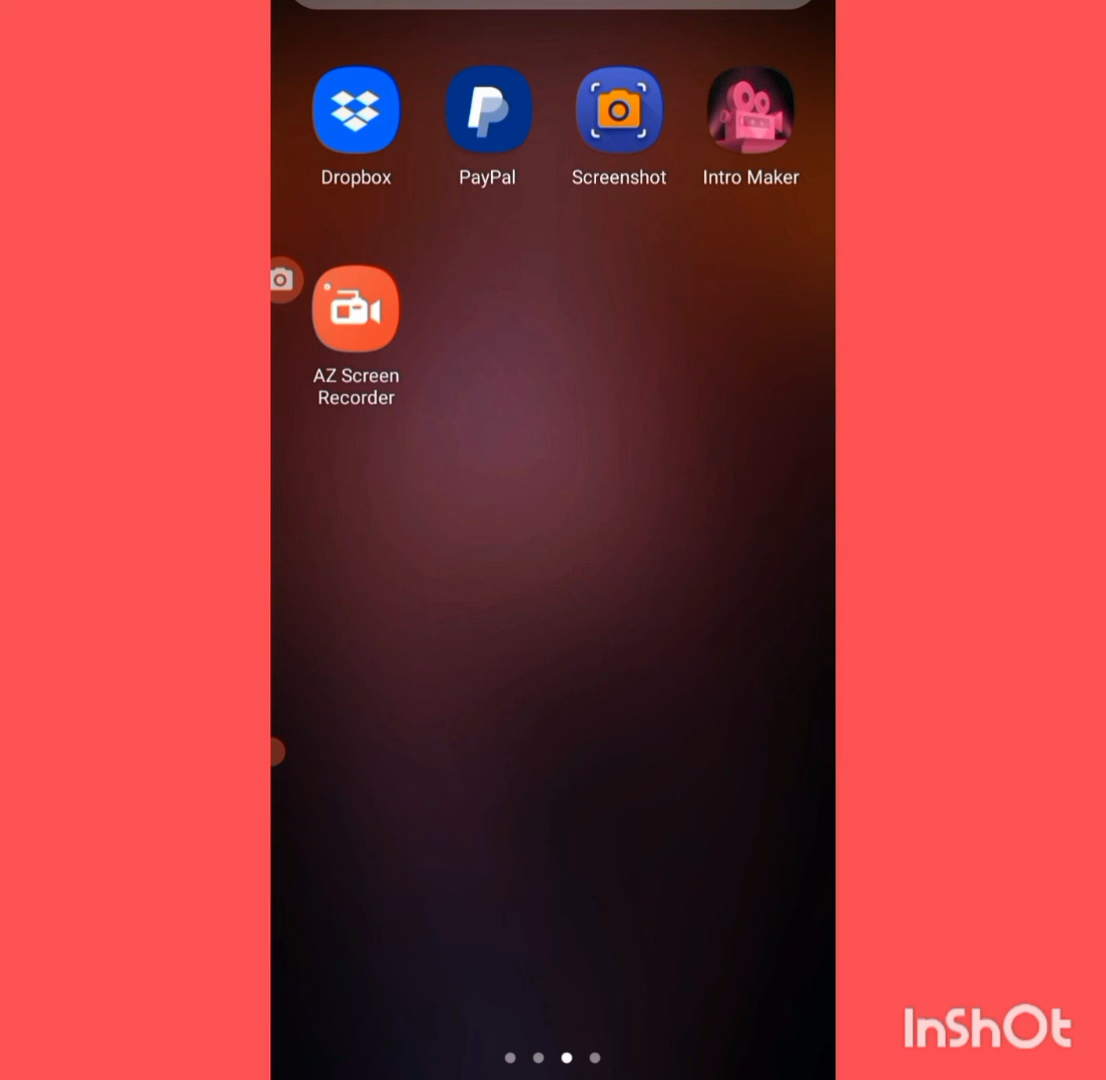 Dropbox
PayPal
Screenshot
Intro Maker
AZ Screen
Recorder
InShOt